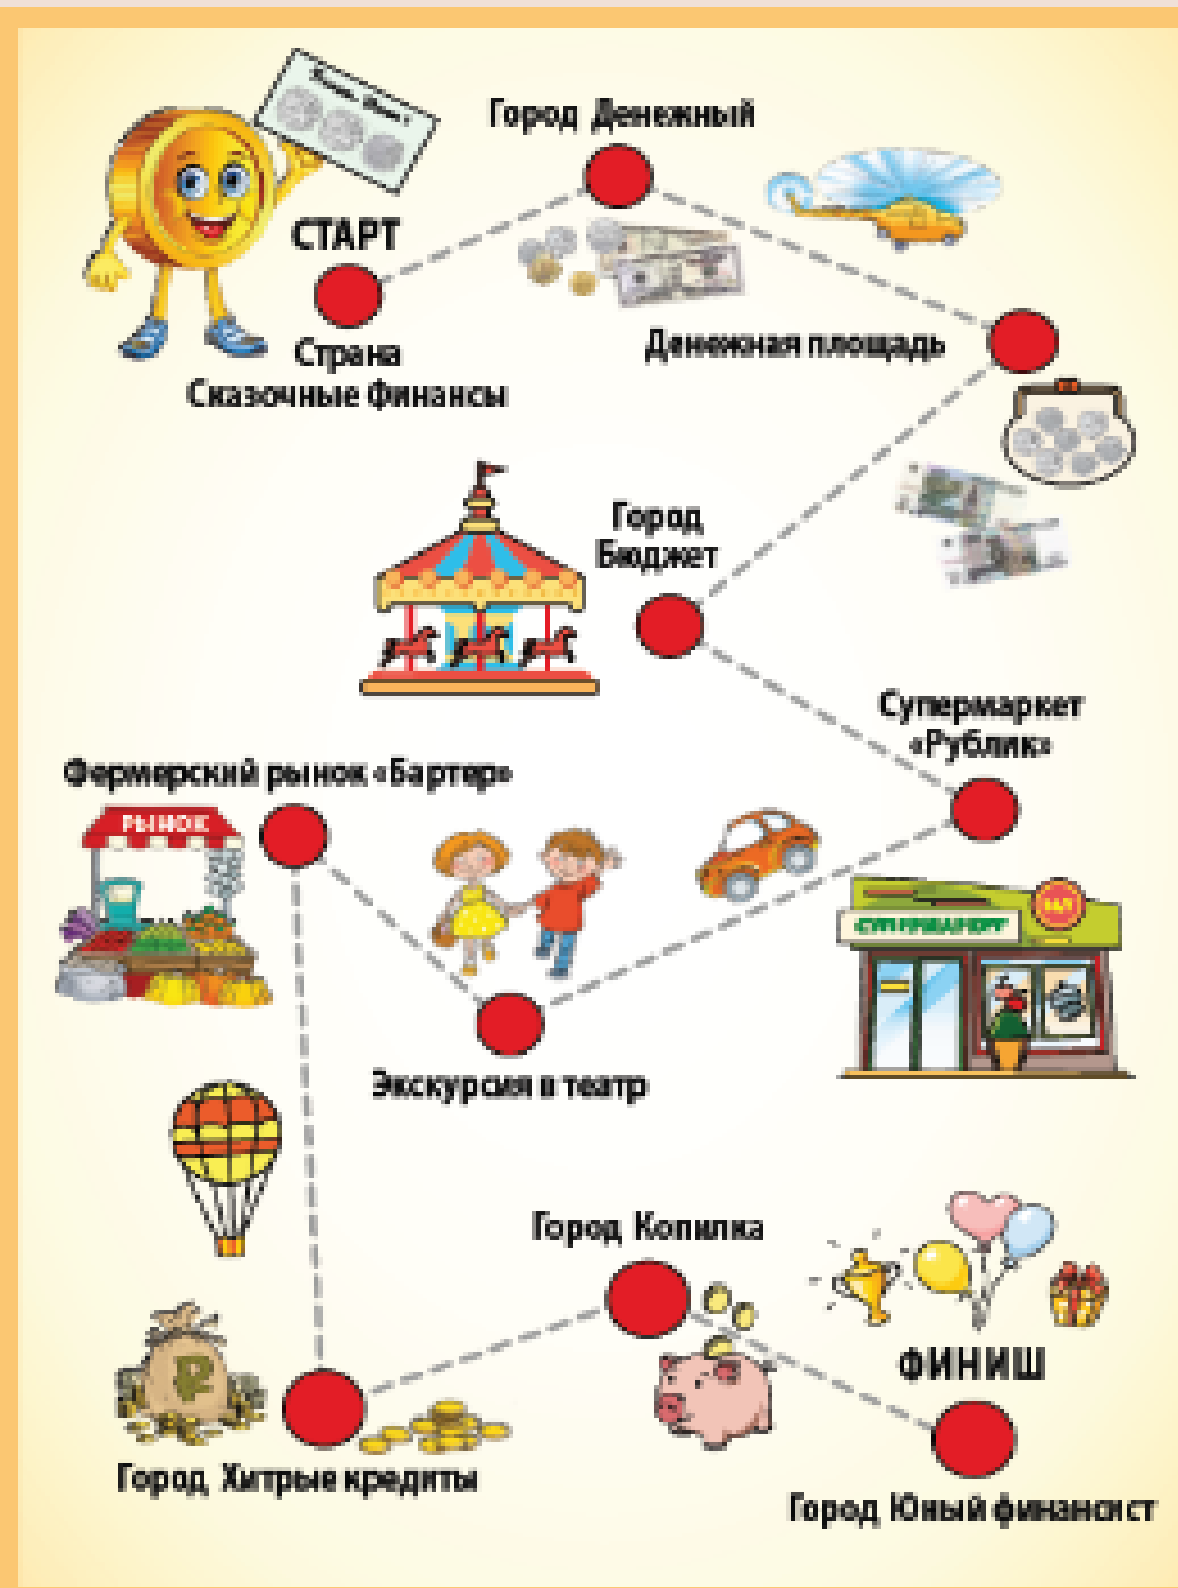 Город Денежный
СТАРТ
Страна
Сказочные финансы
Денежная площадь
Город
Бюджет
Супермаркет
«Рублик»
Фермерский рынок «Бартер»
РЫНОК
СУПЕРМАРКЕТ
Экскурсия в театр
Город Копилка
ФИНИШ
Город Хитрые кредиты
Город Юный финансист